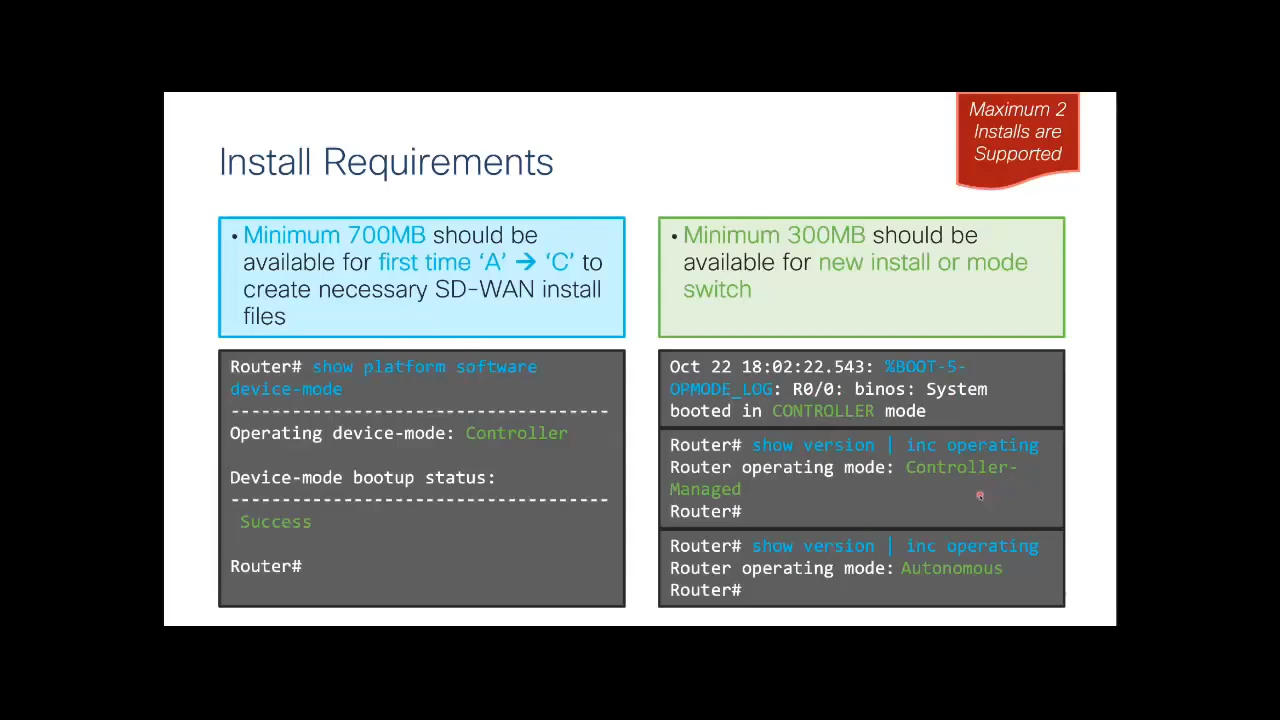 Maximum 2
Installs are
Supported
Install Requirements
• Minimum 700MB should be
available for first time ‘A’ → ‘C’ to
create necessary SD-WAN install
files
• Minimum 300MB should be
available for new install or mode
switch
Router# show platform software
device-mode
-------------------------------------
Operating device-mode: Controller
Device-mode bootup status:
-------------------------------------
Success
Router#
Oct 22 18:02:22.543: %BOOT-5-
OPMODE_LOG: R0/0: binos: System
booted in CONTROLLER mode
Router# show version | inc operating
Router operating mode: Controller-
Managed
Router#
Router# show version | inc operating
Router operating mode: Autonomous
Router#